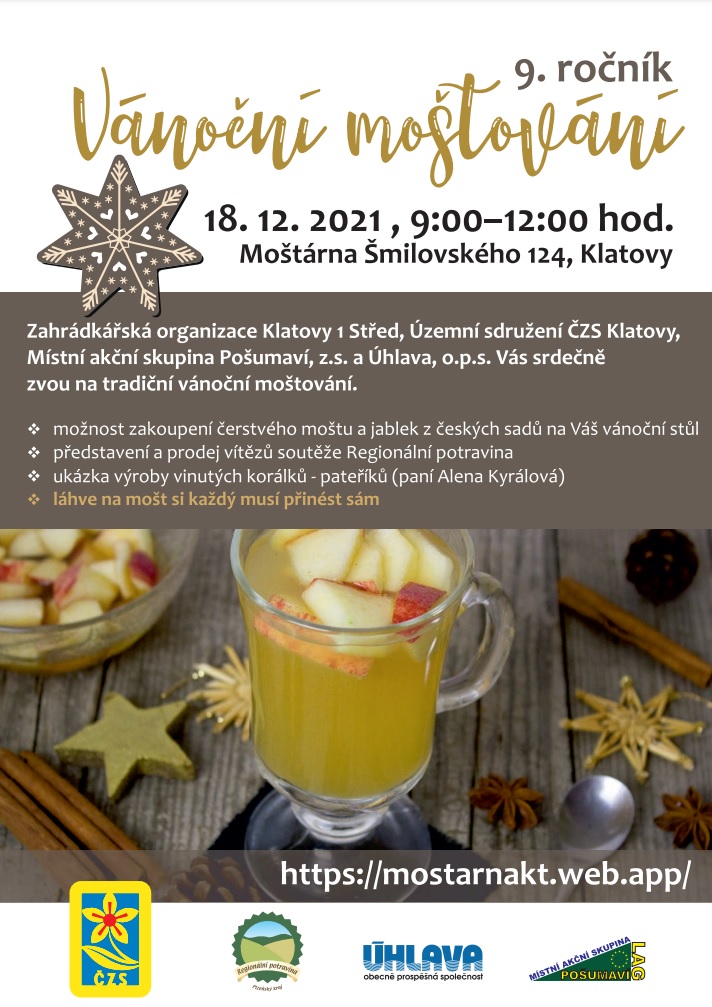 9. ročník
Vánoční moštování
18. 12. 2021 , 9:00–12:00 hod.
Moštárna Šmilovského 124, Klatovy
Zahrádkářská organizace Klatovy 1 Střed, Územní sdružení ČZS Klatovy,
Místní akční skupina Pošumaví, z.s. a Úhlava, o.p.s. Vás srdečně
zvou na tradiční vánoční moštování.
❖ možnost zakoupení čerstvého moštu a jablek z českých sadů na Váš vánoční stůl
❖ představení a prodej vítězů soutěže Regionální potravina
❖ ukázka výroby vinutých korálků - pateříků (paní Alena Kyrálová)
❖ láhve na mošt si každý musí přinést sám
https://mostarnakt.web.app/
ČZS
Regionální potravina
Plzeňský kraj
ÚHLAVA
obecně prospěšná společnost
MÍSTNÍ AKČNÍ SKUPINA
POŠUMAVÍ
LAG